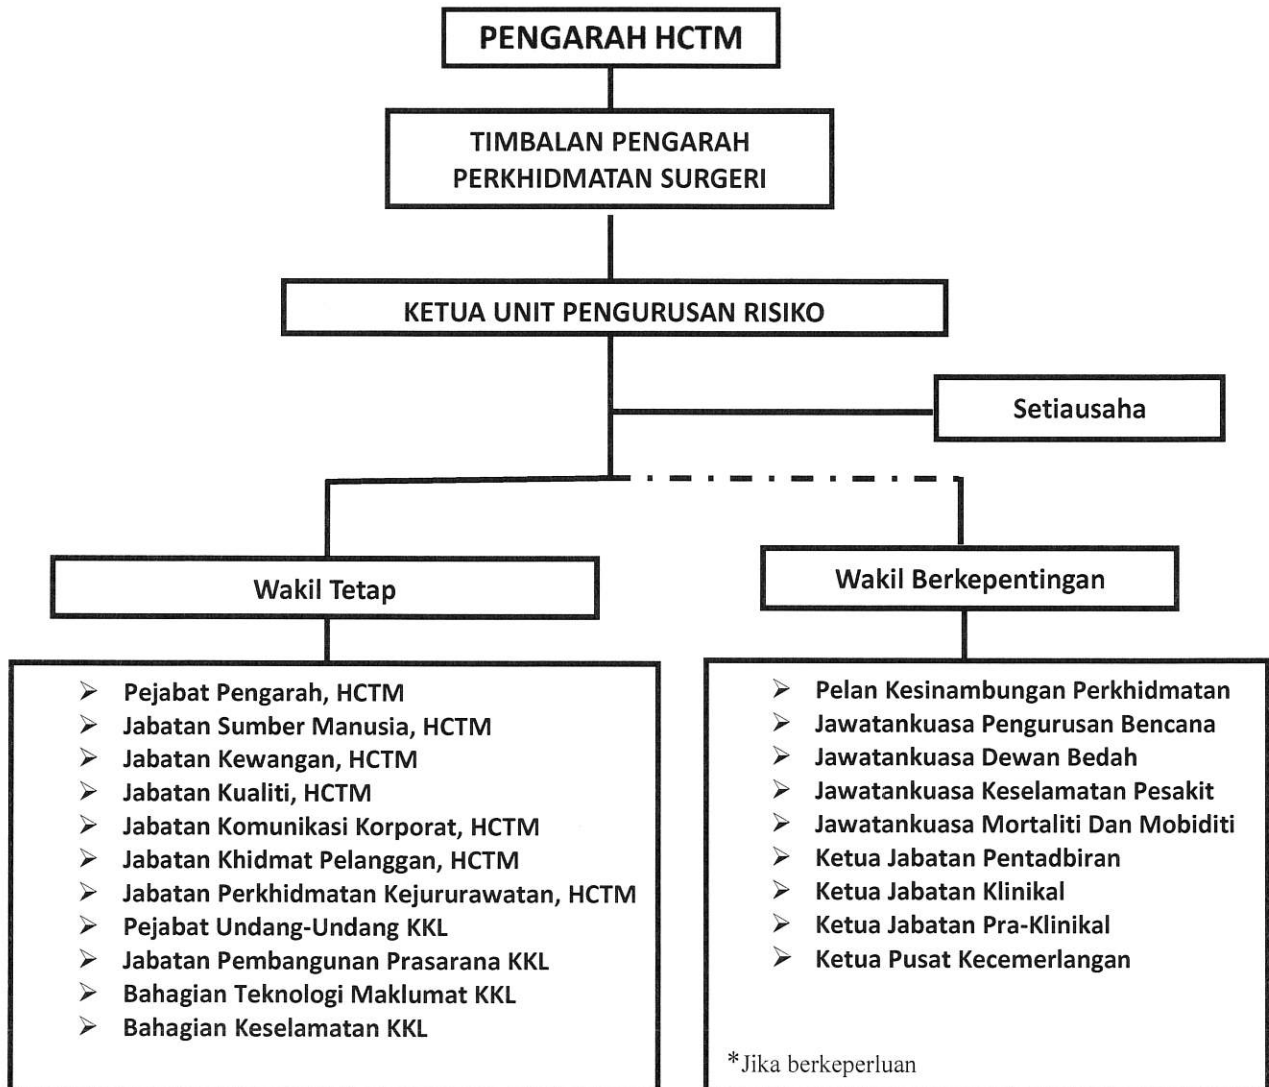 PENGARAH HCTM
TIMBALAN PENGARAH
PERKHIDMATAN SURGERI
KETUA UNIT PENGURUSAN RISIKO
Setiausaha
Wakil Tetap
Wakil Berkepentingan
➢ Pejabat Pengarah, HCTM
➢ Jabatan Sumber Manusia, HCTM
➢ Jabatan Kewangan, HCTM
➢ Jabatan Kualiti, HCTM
➢ Jabatan Komunikasi Korporat, HCTM
➢ Jabatan Khidmat Pelanggan, HCTM
➢ Jabatan Perkhidmatan Kejururawatan, HCTM
➢ Pejabat Undang-Undang KKL
➢ Jabatan Pembangunan Prasarana KKL
➢ Bahagian Teknologi Maklumat KKL
➢ Bahagian Keselamatan KKL
➢ Pelan Kesinambungan Perkhidmatan
➢ Jawatankuasa Pengurusan Bencana
➢ Jawatankuasa Dewan Bedah
➢ Jawatankuasa Keselamatan Pesakit
➢ Jawatankuasa Mortaliti Dan Mobiditi
➢ Ketua Jabatan Pentadbiran
➢ Ketua Jabatan Klinikal
➢ Ketua Jabatan Pra-Klinikal
➢ Ketua Pusat Kecemerlangan
*Jika berkeperluan